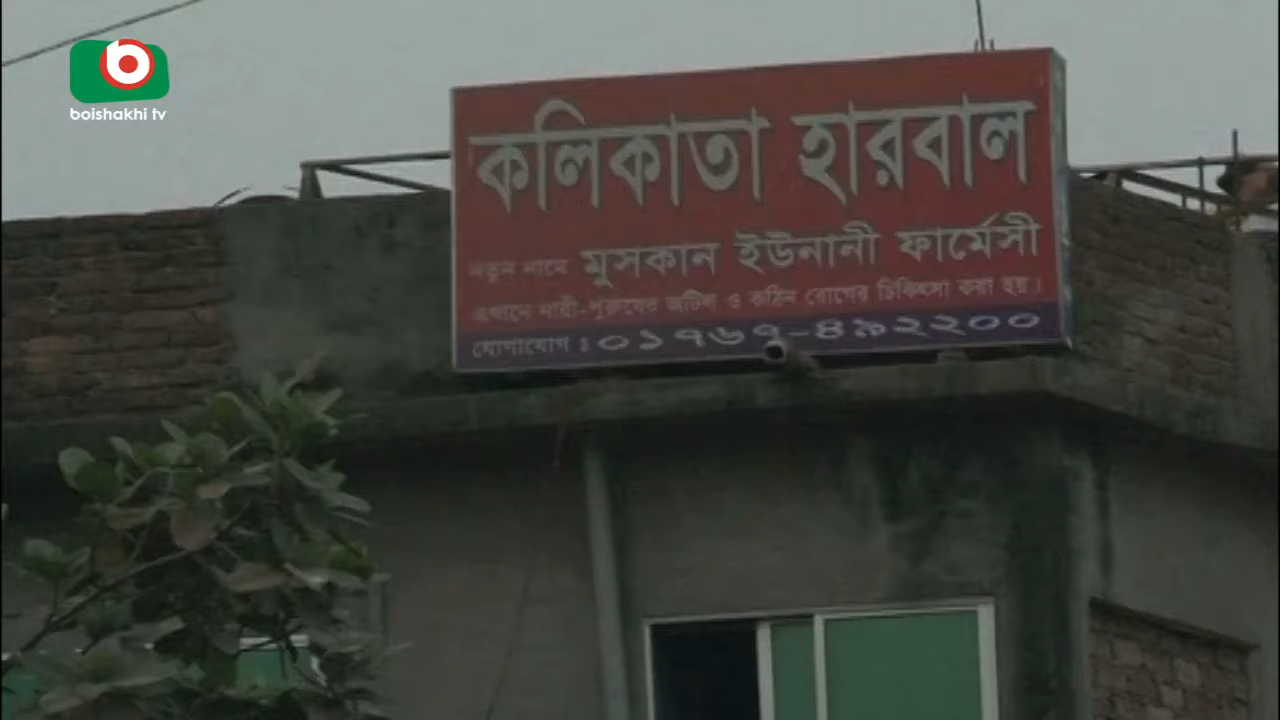 boishakhi tv
কলিকাতা হারবাল
নতুন নামে মুসকান ইউনানী ফার্মেসী
এখানে নারী-পুরুষের জটিল ও কঠিন রোগের চিকিৎসা করা হয়।
যোগাযোগ ঃ ০১৭৬৭-৪৯২২০০